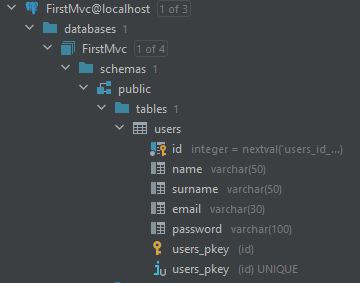 FirstMvc@localhost 1 of 3
databases 1
FirstMvc 1 of 4
schemas 1
public
tables 1
users
id integer = nextval('users_id_...)
name varchar(50)
surname varchar(50)
email varchar(30)
password varchar(100)
users_pkey (id)
users_pkey (id) UNIQUE